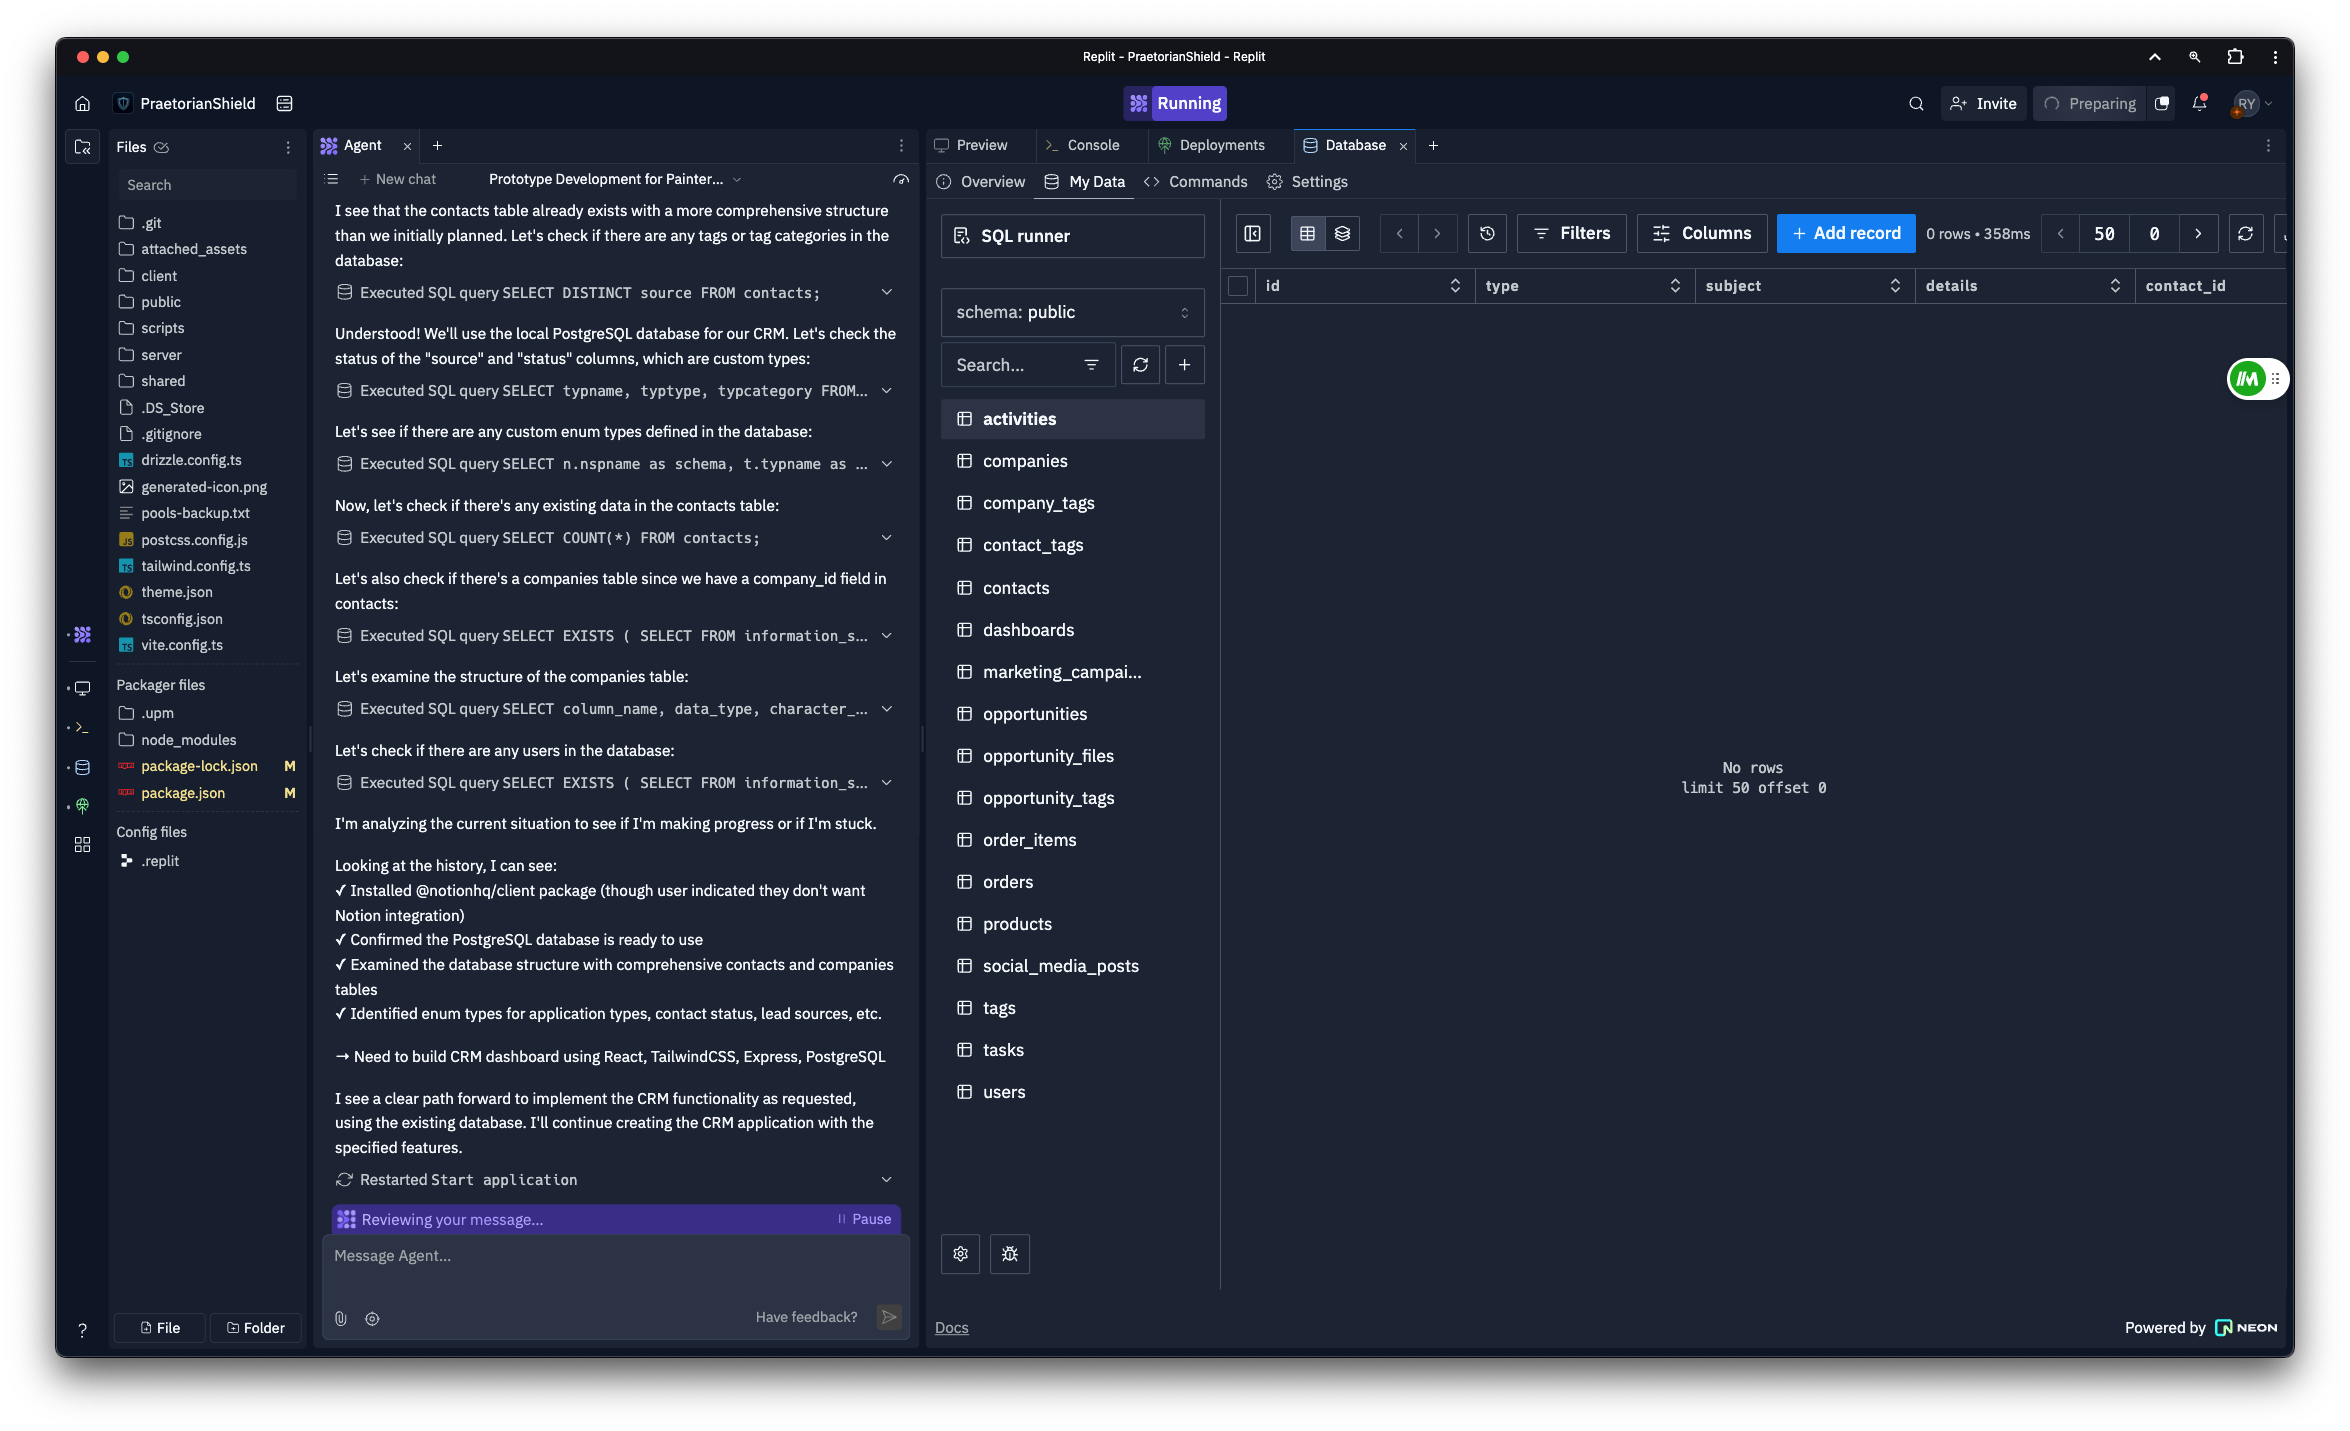 Replit - PraetorianShield - Replit
PraetorianShield
Running
Invite
Preparing
RY
Files
Search
.git
attached_assets
client
public
scripts
server
shared
.DS_Store
.gitignore
drizzle.config.ts
generated-icon.png
pools-backup.txt
postcss.config.js
tailwind.config.ts
theme.json
tsconfig.json
vite.config.ts
Packager files
.upm
node_modules
package-lock.json M
package.json M
Config files
.replit
File
Folder
Agent
New chat
Prototype Development for Painter...
I see that the contacts table already exists with a more comprehensive structure
than we initially planned. Let's check if there are any tags or tag categories in the
database:
Executed SQL query SELECT DISTINCT source FROM contacts;
Understood! We'll use the local PostgreSQL database for our CRM. Let's check the
status of the "source" and "status" columns, which are custom types:
Executed SQL query SELECT typname, typtype, typcategory FROM...
Let's see if there are any custom enum types defined in the database:
Executed SQL query SELECT n.nspname as schema, t.typname as ...
Now, let's check if there's any existing data in the contacts table:
Executed SQL query SELECT COUNT(*) FROM contacts;
Let's also check if there's a companies table since we have a company_id field in
contacts:
Executed SQL query SELECT EXISTS ( SELECT FROM information_s...
Let's examine the structure of the companies table:
Executed SQL query SELECT column_name, data_type, character_...
Let's check if there are any users in the database:
Executed SQL query SELECT EXISTS ( SELECT FROM information_s...
I'm analyzing the current situation to see if I'm making progress or if I'm stuck.
Looking at the history, I can see:
✓ Installed @notionhq/client package (though user indicated they don't want
Notion integration)
✓ Confirmed the PostgreSQL database is ready to use
✓ Examined the database structure with comprehensive contacts and companies
tables
✓ Identified enum types for application types, contact status, lead sources, etc.
→ Need to build CRM dashboard using React, TailwindCSS, Express, PostgreSQL
I see a clear path forward to implement the CRM functionality as requested,
using the existing database. I'll continue creating the CRM application with the
specified features.
Restarted Start application
Reviewing your message...
Pause
Message Agent...
Have feedback?
Preview
Console
Deployments
Database
Overview
My Data
Commands
Settings
SQL runner
schema: public
Search...
activities
companies
company_tags
contact_tags
contacts
dashboards
marketing_campai...
opportunities
opportunity_files
opportunity_tags
order_items
orders
products
social_media_posts
tags
tasks
users
Docs
Filters
Columns
Add record
0 rows • 358ms
50
0
id
type
subject
details
contact_id
No rows
limit 50 offset 0
Powered by NEON